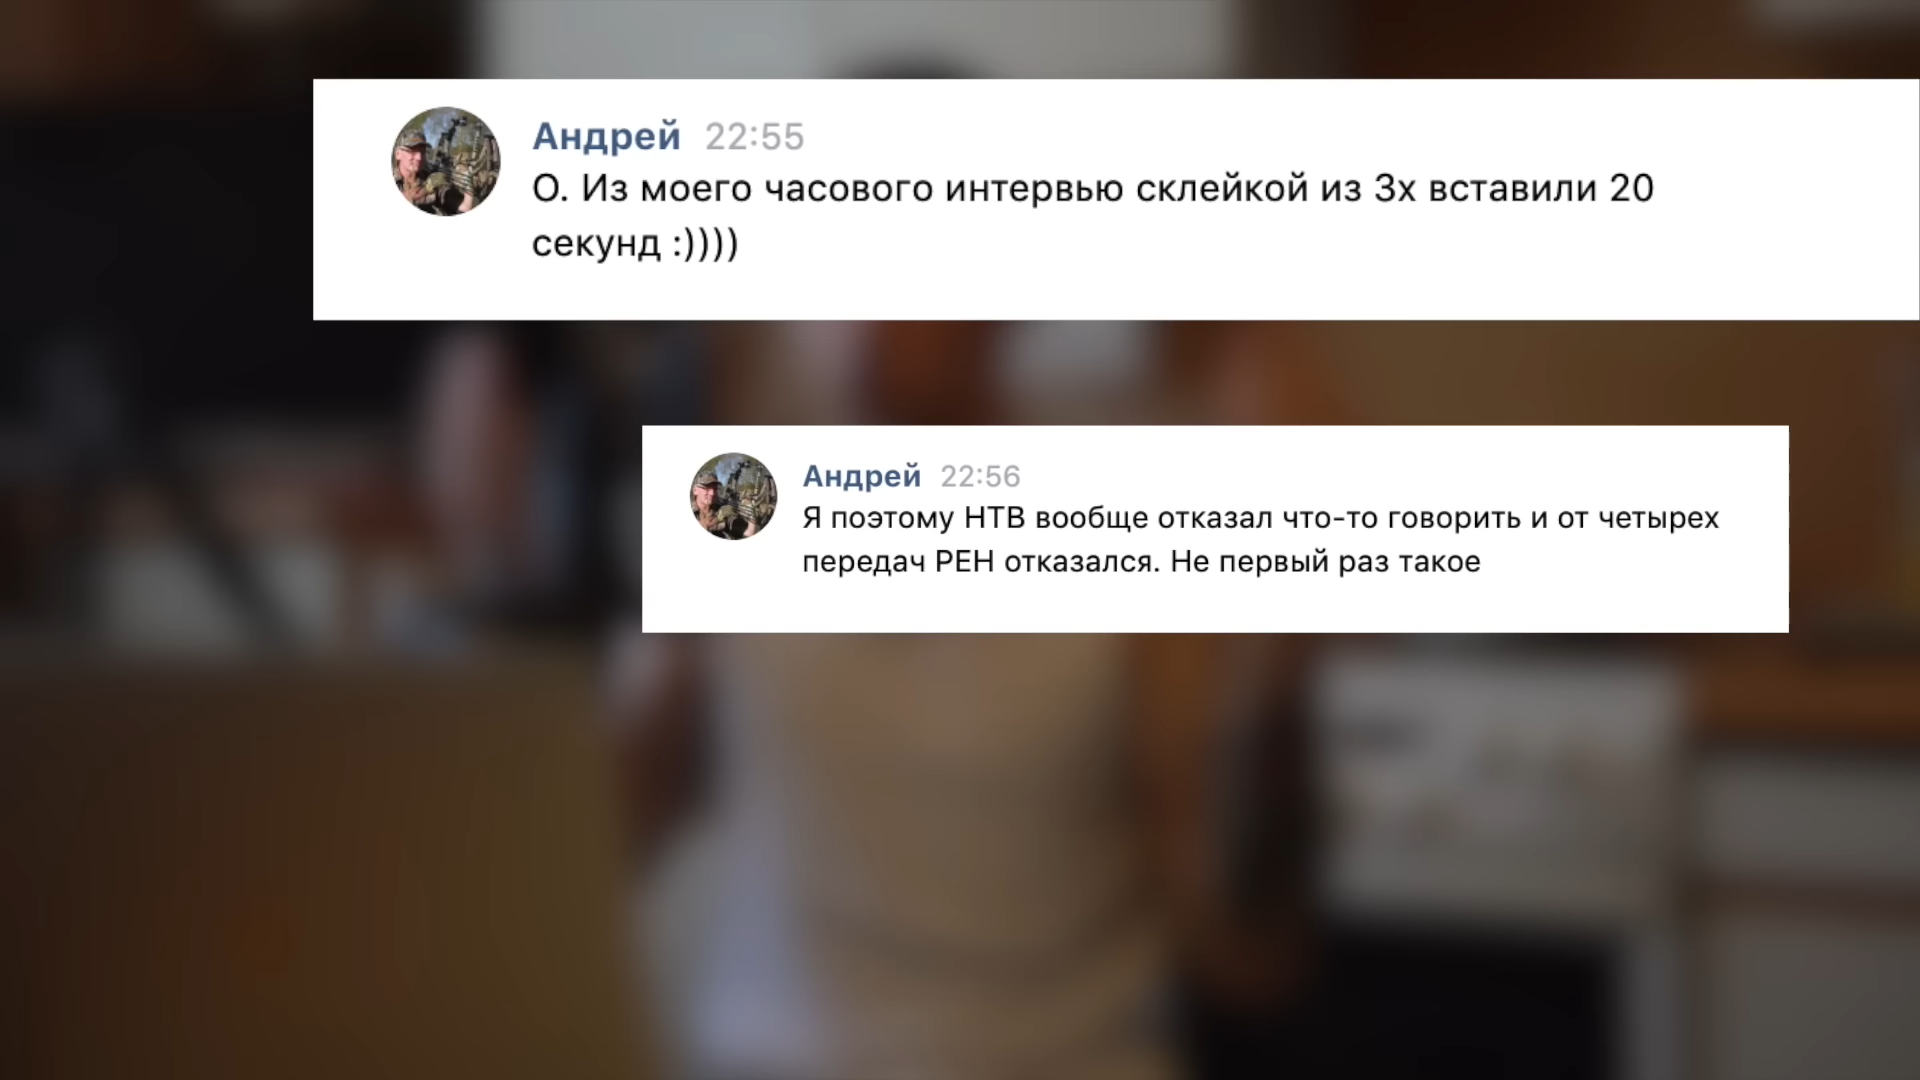 Андрей 22:55
О. Из моего часового интервью склейкой из 3х вставили 20
секунд :))))
Андрей 22:56
Я поэтому НТВ вообще отказал что-то говорить и от четырех
передач РЕН отказался. Не первый раз такое